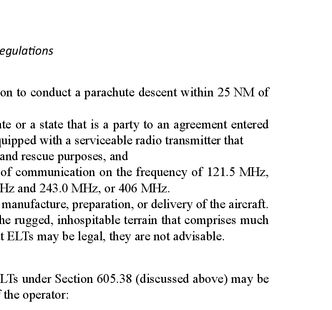 egulations
on to conduct a parachute descent within 25 NM of
te or a state that is a party to an agreement entered
quipped with a serviceable radio transmitter that
and rescue purposes, and
of communication on the frequency of 121.5 MHz,
Hz and 243.0 MHz, or 406 MHz.
manufacture, preparation, or delivery of the aircraft.
he rugged, inhospitable terrain that comprises much
t ELTs may be legal, they are not advisable.
LTs under Section 605.38 (discussed above) may be
f the operator: